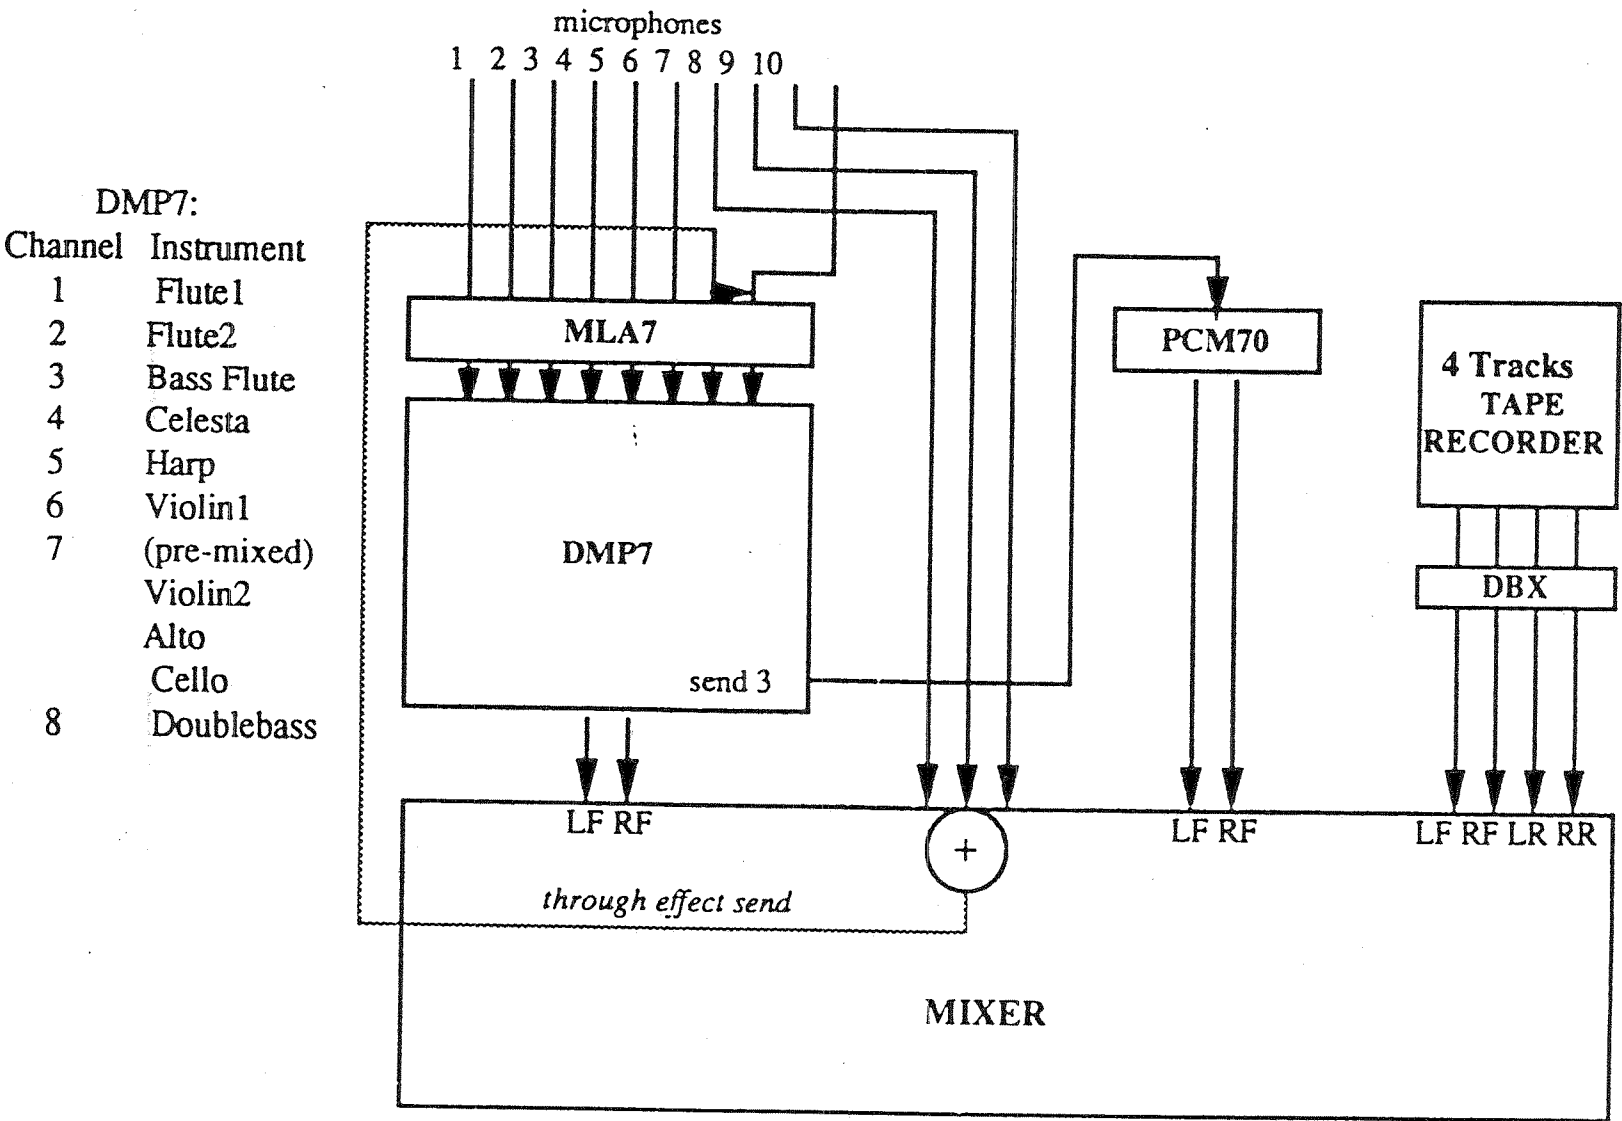 microphones
1 2 3 4 5 6 7 8 9 10
DMP7:
Channel Instrument
1 Flute1
2 Flute2
3 Bass Flute
4 Celesta
5 Harp
6 Violin1
7 (pre-mixed)
Violin2
Alto
Cello
8 Doublebass
MLA7
DMP7
send 3
PCM70
4 Tracks
TAPE
RECORDER
DBX
LF RF
LF RF
LF RF LR RR
+
through effect send
MIXER